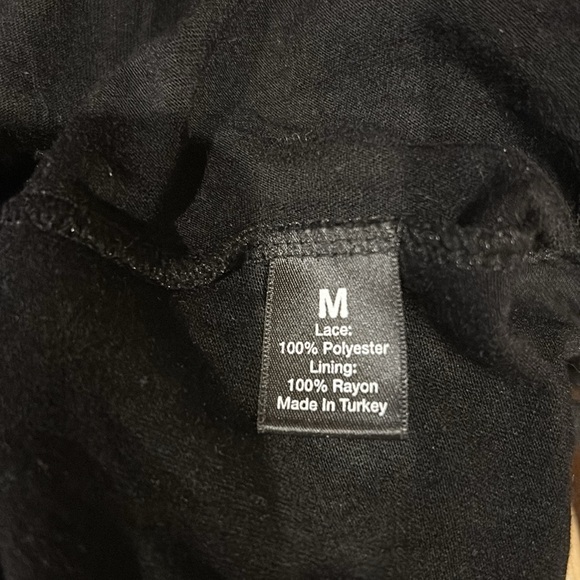 M
Lace:
100% Polyester
Lining:
100% Rayon
Made In Turkey